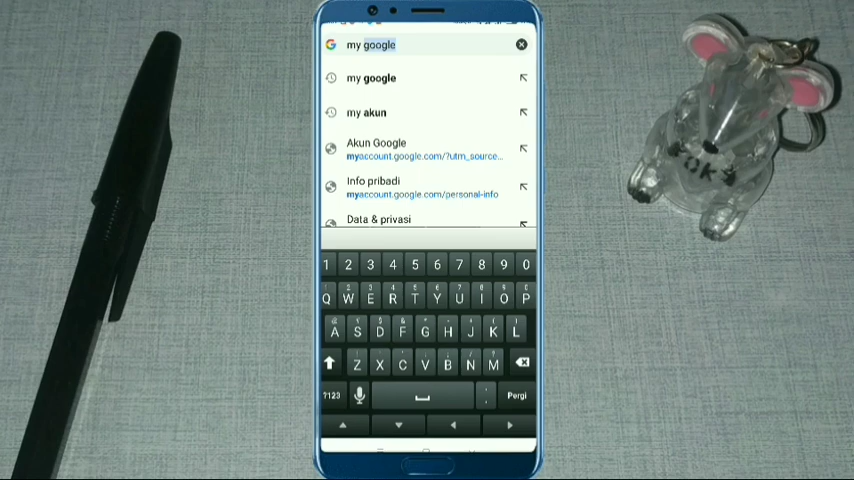 my google
my google
my akun
Akun Google
myaccount.google.com/?utm_source...
Info pribadi
myaccount.google.com/personal-info
Data & privasi
1 2 3 4 5 6 7 8 9 0
Q W E R T Y U I O P
A S D F G H J K L
Z X C V B N M
?123 Pergi